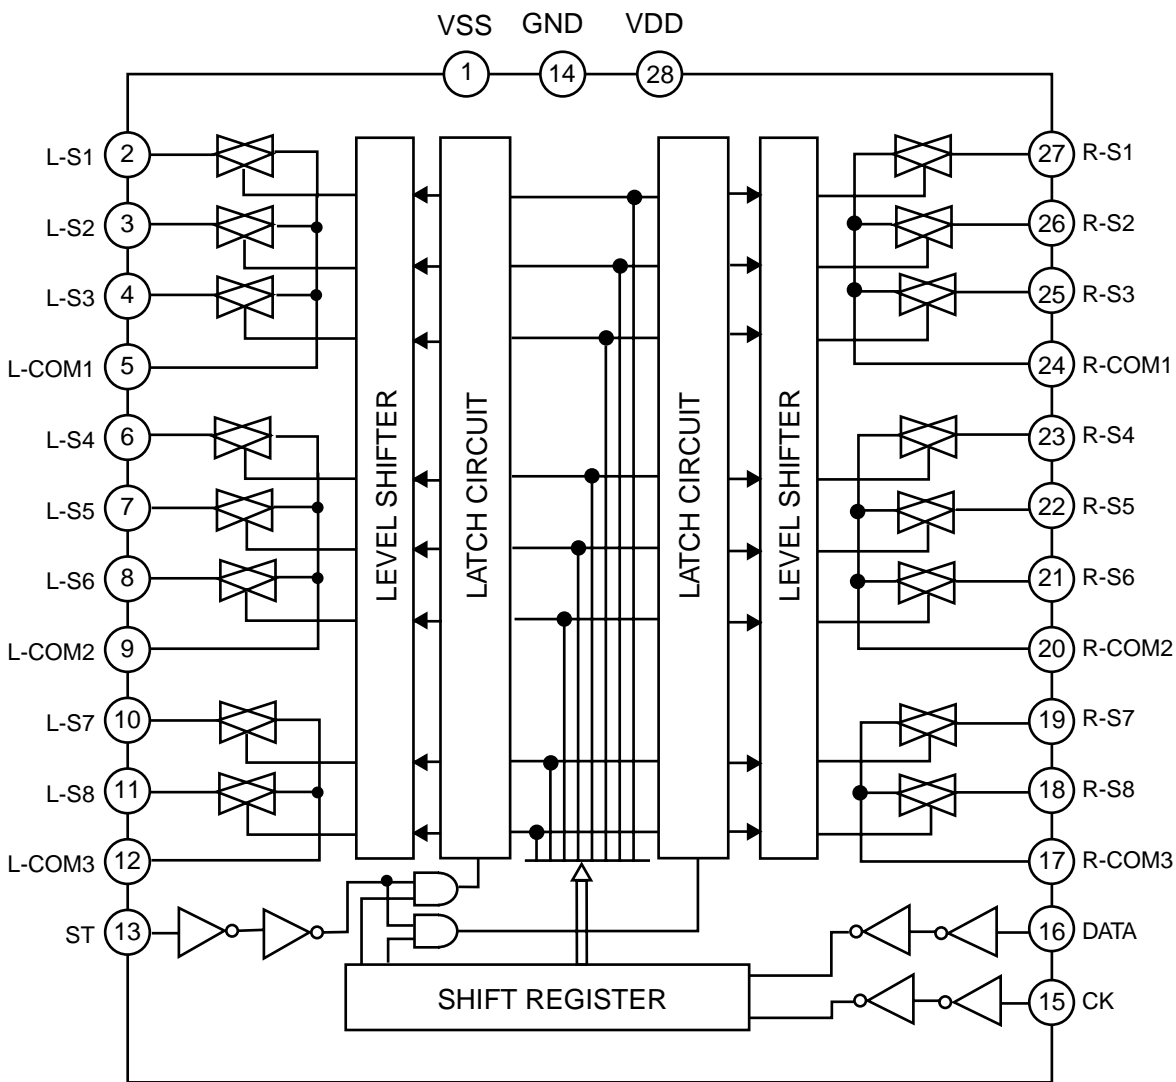 VSS GND VDD
1 14 28
L-S1 2
27 R-S1
L-S2 3
26 R-S2
L-S3 4
25 R-S3
L-COM1 5
24 R-COM1
L-S4 6
23 R-S4
L-S5 7
22 R-S5
L-S6 8
21 R-S6
L-COM2 9
20 R-COM2
L-S7 10
19 R-S7
L-S8 11
18 R-S8
L-COM3 12
17 R-COM3
ST 13
16 DATA
15 CK
LEVEL SHIFTER
LATCH CIRCUIT
LATCH CIRCUIT
LEVEL SHIFTER
SHIFT REGISTER